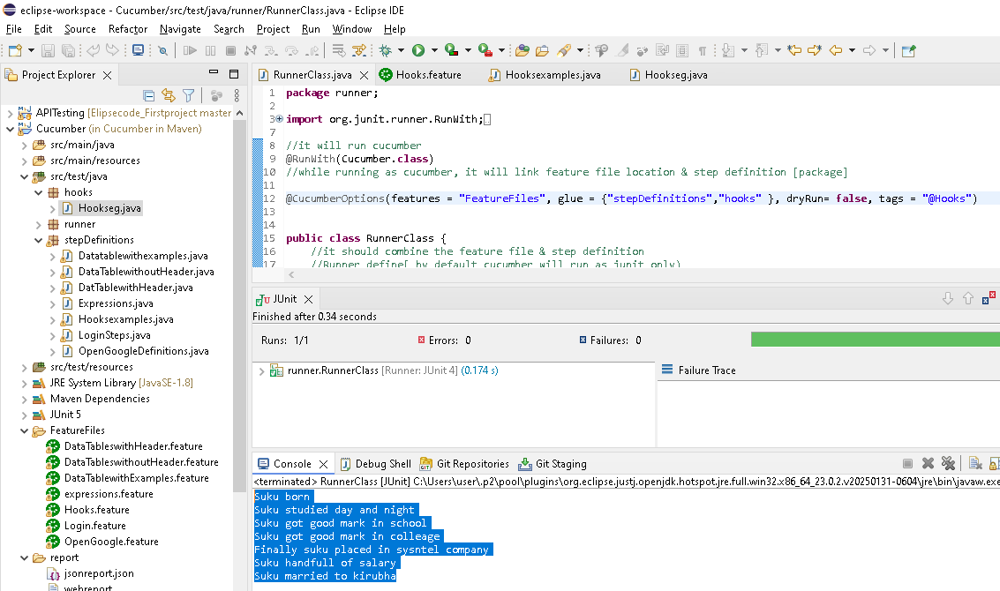 eclipse-workspace - Cucumber/src/test/java/runner/RunnerClass.java - Eclipse IDE
File Edit Source Refactor Navigate Search Project Run Window Help
Project Explorer
APITesting [Elipsecode_Firstproject master
Cucumber (in Cucumber in Maven)
src/main/java
src/main/resources
src/test/java
hooks
Hookseg.java
runner
stepDefinitions
Datatablewithexamples.java
DataTablewithoutHeader.java
DatTablewithHeader.java
Expressions.java
Hooksexamples.java
LoginSteps.java
OpenGoogleDefinitions.java
src/test/resources
JRE System Library [JavaSE-1.8]
Maven Dependencies
JUnit 5
FeatureFiles
DataTableswithHeader.feature
DataTableswithoutHeader.feature
DataTablewithExamples.feature
expressions.feature
Hooks.feature
Login.feature
OpenGoogle.feature
report
jsonreport.json
webreport
RunnerClass.java Hooks.feature Hooksexamples.java Hookseg.java
1 package runner;
2
3 import org.junit.runner.RunWith;
7
8 //it will run cucumber
9 @RunWith(Cucumber.class)
10 //while running as cucumber, it will link feature file location & step definition [package]
11
12 @CucumberOptions(features = "FeatureFiles", glue = {"stepDefinitions","hooks" }, dryRun= false, tags = "@Hooks")
13
14
15 public class RunnerClass {
16 //it should combine the feature file & step definition
17 //Runner define[ by default cucumber will run as junit only)
JUnit
Finished after 0.34 seconds
Runs: 1/1 Errors: 0 Failures: 0
runner.RunnerClass [Runner: JUnit 4] (0.174 s)
Failure Trace
Console Debug Shell Git Repositories Git Staging
<terminated> RunnerClass [JUnit] C:\Users\user\.p2\pool\plugins\org.eclipse.justj.openjdk.hotspot.jre.full.win32.x86_64_23.0.2.v20250131-0604\jre\bin\javaw.exe
Suku born
Suku studied day and night
Suku got good mark in school
Suku got good mark in colleage
Finally suku placed in sysntel company
Suku handfull of salary
Suku married to kirubha